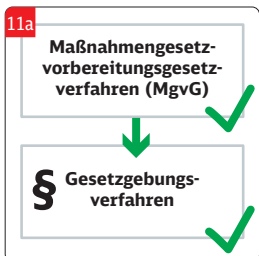 11a
Maßnahmengesetz-
vorbereitungsgesetz-
verfahren (MgvG)
§ Gesetzgebungs-
verfahren